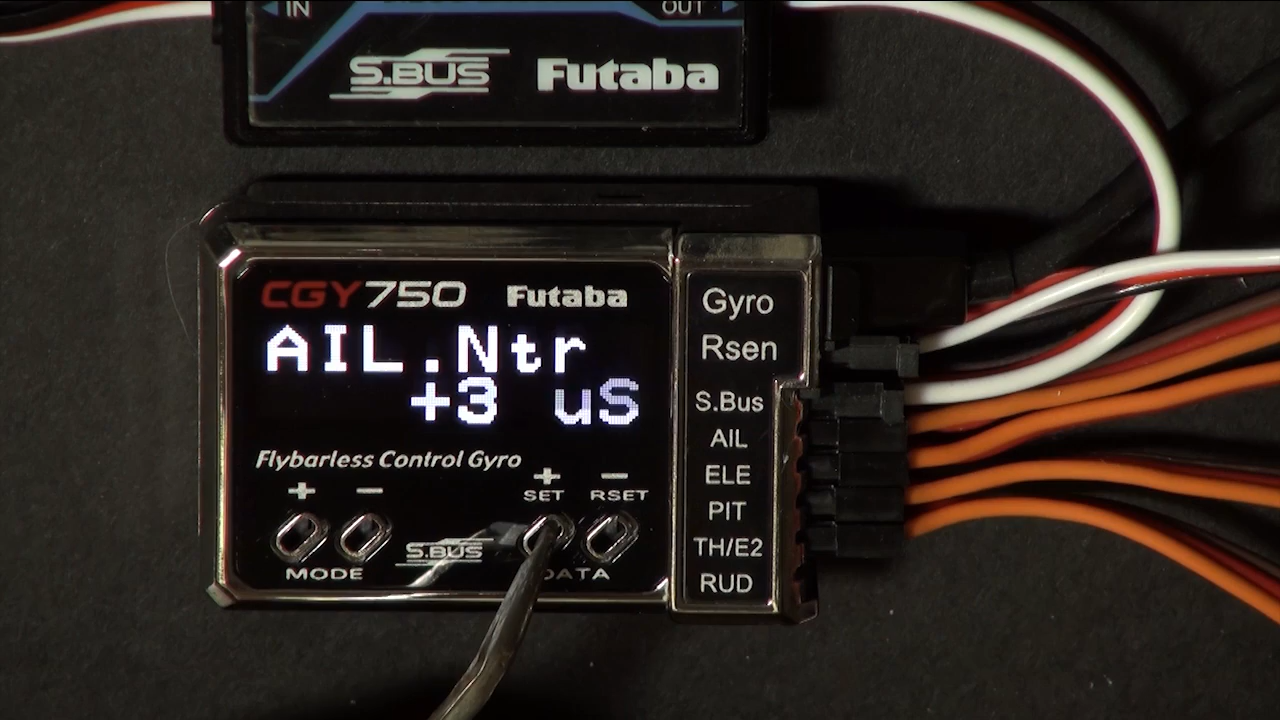 IN OUT
S.BUS Futaba
CGY750 Futaba
AIL.Ntr
+3 uS
Flybarless Control Gyro
+ - + -
SET RSET
S.BUS
MODE DATA
Gyro
Rsen
S.Bus
AIL
ELE
PIT
TH/E2
RUD